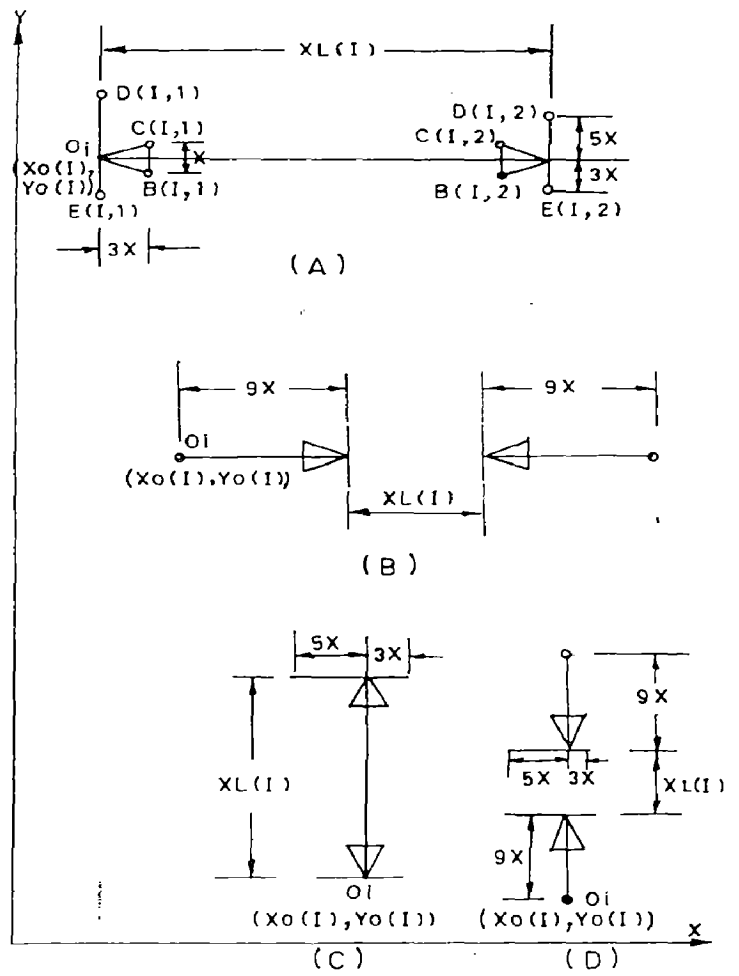 Y
XL(I)
D(I,1)
D(I,2)
C(I,1)
C(I,2)
5X
Oi
X
(Xo(I),
Yo(I))
B(I,1)
B(I,2)
3X
E(I,1)
E(I,2)
3X
(A)
9X
9X
Oi
(Xo(I),Yo(I))
XL(I)
(B)
5X
3X
9X
XL(I)
5X
3X
XL(I)
9X
Oi
(Xo(I),Yo(I))
Oi
(Xo(I),Yo(I))
X
(C)
(D)